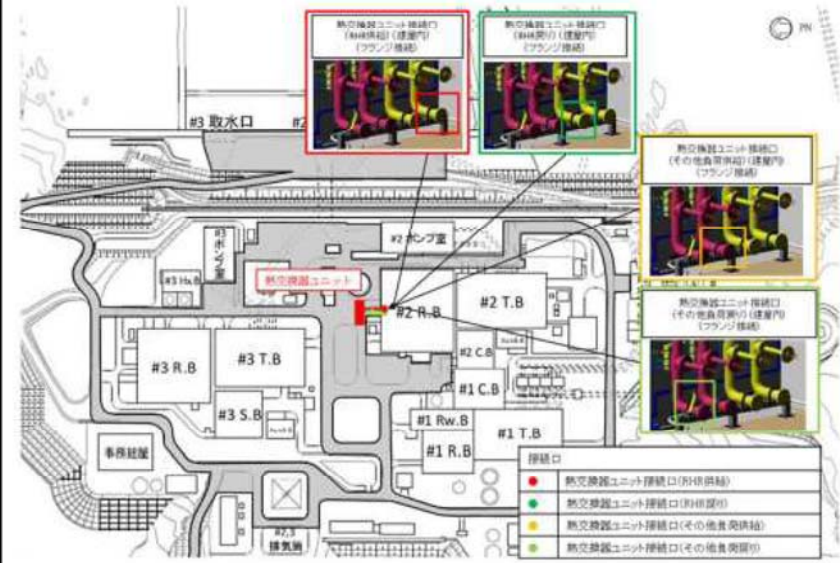 熱交換器ユニット接続口
(RHR供給)(建屋内)
(フランジ接続)
熱交換器ユニット接続口
(RHR戻り)(建屋内)
(フランジ接続)
PN
#3 取水口
#2
熱交換器ユニット接続口
(その他負荷供給)(建屋内)
(フランジ接続)
#3
ポンプ室
#2 ポンプ室
#3 Hx.B
熱交換器ユニット
#2 R.B
#2 T.B
熱交換器ユニット接続口
(その他負荷戻り)(建屋内)
(フランジ接続)
#3 R.B
#3 T.B
#2 C.B
#1 C.B
#3 S.B
#1 Rw.B
#1 R.B
#1 T.B
事務建屋
#2,3
排気筒
接続口
熱交換器ユニット接続口(RHR供給)
熱交換器ユニット接続口(RHR戻り)
熱交換器ユニット接続口(その他負荷供給)
熱交換器ユニット接続口(その他負荷戻り)